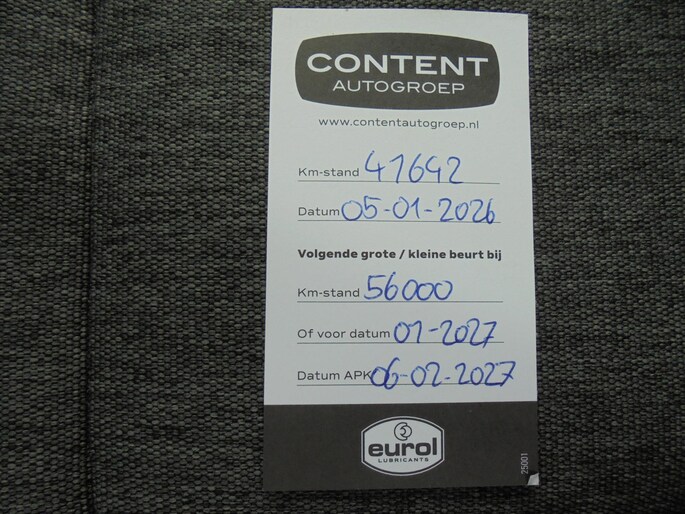 CONTENT
AUTOGROEP
www.contentautogroep.nl
Km-stand 41642
Datum 05-01-2026
Volgende grote / kleine beurt bij
Km-stand 56000
Of voor datum 01-2027
Datum APK 06-02-2027
eurol
LUBRICANTS
25001